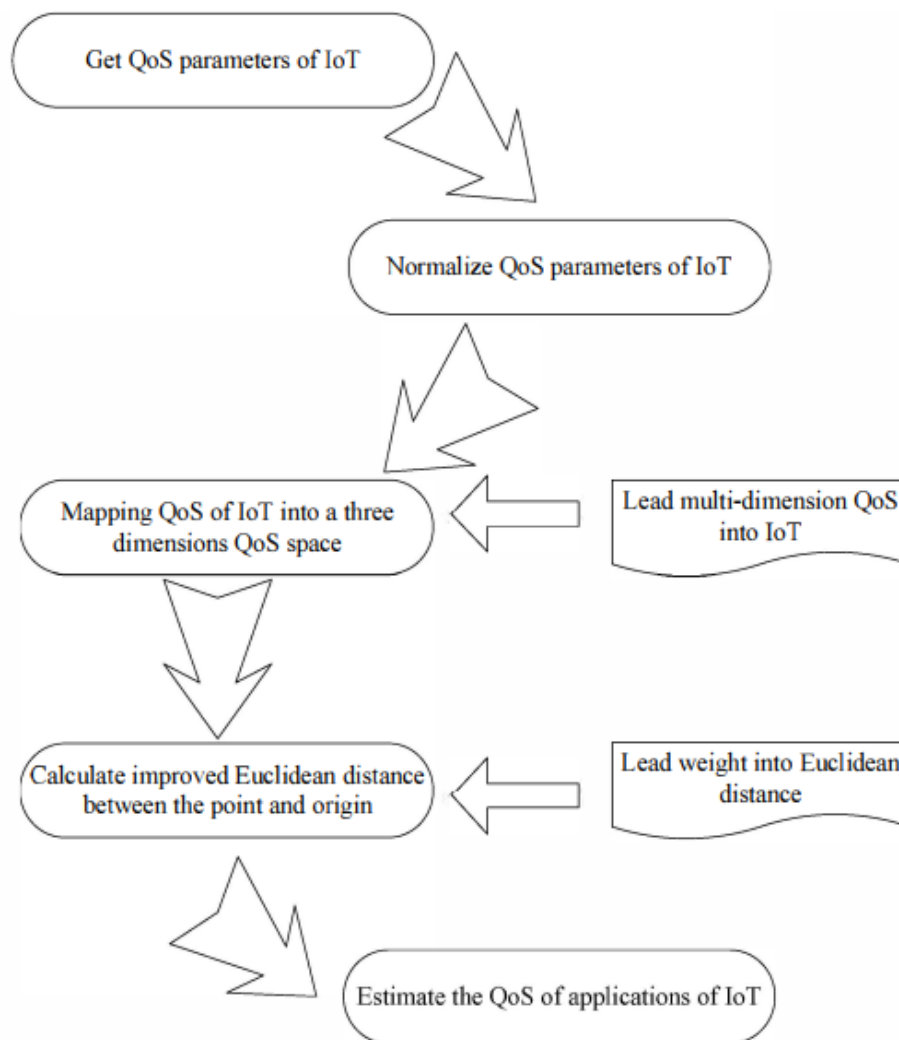 Get QoS parameters of IoT
Normalize QoS parameters of IoT
Mapping QoS of IoT into a three
dimensions QoS space
Lead multi-dimension QoS
into IoT
Calculate improved Euclidean distance
between the point and origin
Lead weight into Euclidean
distance
Estimate the QoS of applications of IoT